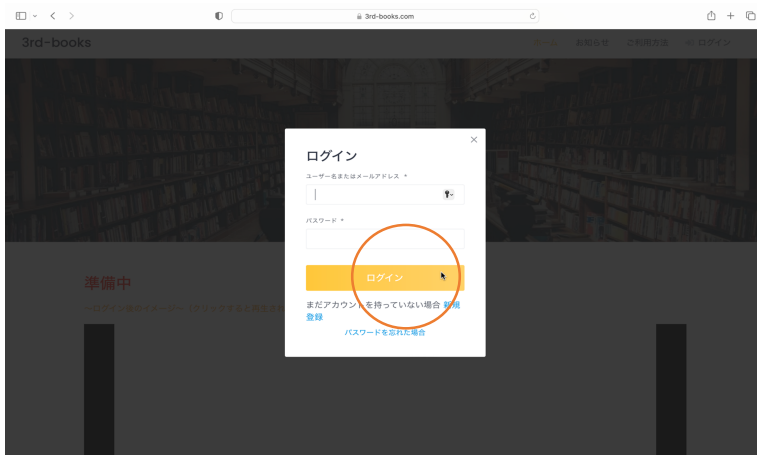 3rd-books.com
3rd-books
ホーム お知らせ ご利用方法 ログイン
ログイン
ユーザー名またはメールアドレス *
パスワード *
ログイン
まだアカウントを持っていない場合 新規
登録
パスワードを忘れた場合
準備中